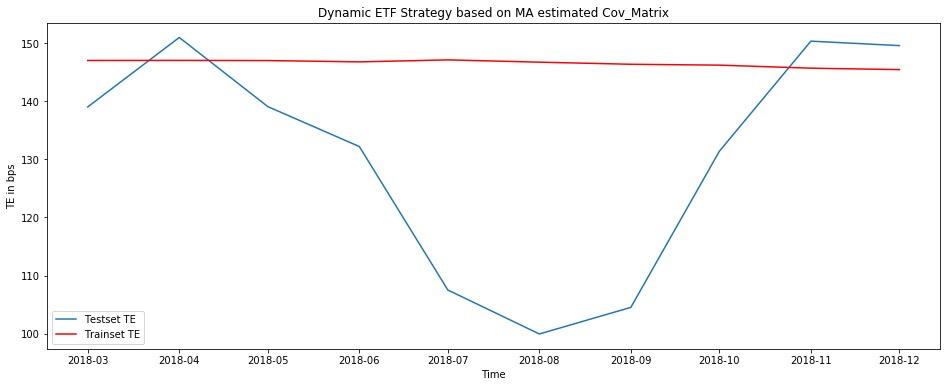 Dynamic ETF Strategy based on MA estimated Cov_Matrix
150
140
130
120
110
100
TE in bps
Testset TE
Trainset TE
2018-03 2018-04 2018-05 2018-06 2018-07 2018-08 2018-09 2018-10 2018-11 2018-12
Time